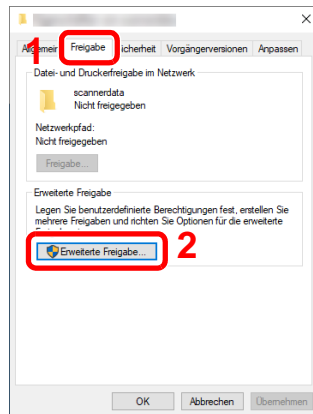 1
Allgemein Freigabe Sicherheit Vorgängerversionen Anpassen
Datei- und Druckerfreigabe im Netzwerk
scannerdata
Nicht freigegeben
Netzwerkpfad:
Nicht freigegeben
Freigabe...
Erweiterte Freigabe
Legen Sie benutzerdefinierte Berechtigungen fest, erstellen Sie
mehrere Freigaben und richten Sie Optionen für die erweiterte
Erweiterte Freigabe...
2
OK Abbrechen Übernehmen